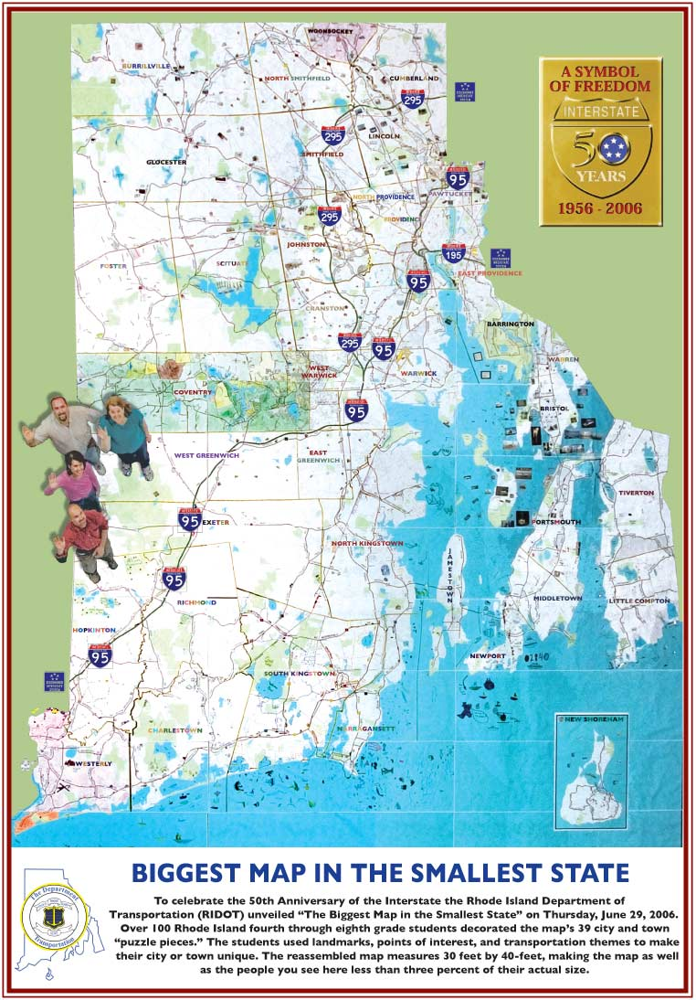 WOONSOCKET
BURRILLVILLE
NORTH SMITHFIELD
CUMBERLAND
295
A SYMBOL
OF FREEDOM
INTERSTATE
50
YEARS
1956 - 2006
295
LINCOLN
SMITHFIELD
GLOCESTER
95
NORTH PROVIDENCE
PAWTUCKET
295
PROVIDENCE
JOHNSTON
195
FOSTER
SCITUATE
EAST PROVIDENCE
95
CRANSTON
BARRINGTON
295
95
WARREN
WEST
WARWICK
WARWICK
COVENTRY
BRISTOL
95
WEST GREENWICH
EAST
GREENWICH
TIVERTON
95
EXETER
PORTSMOUTH
NORTH KINGSTOWN
JAMESTOWN
95
RICHMOND
MIDDLETOWN
LITTLE COMPTON
HOPKINTON
95
NEWPORT
SOUTH KINGSTOWN
NEW SHOREHAM
CHARLESTOWN
NARRAGANSETT
WESTERLY
The Department
Transportation
BIGGEST MAP IN THE SMALLEST STATE
To celebrate the 50th Anniversary of the Interstate the Rhode Island Department of
Transportation (RIDOT) unveiled “The Biggest Map in the Smallest State” on Thursday, June 29, 2006.
Over 100 Rhode Island fourth through eighth grade students decorated the map’s 39 city and town
“puzzle pieces.” The students used landmarks, points of interest, and transportation themes to make
their city or town unique. The reassembled map measures 30 feet by 40-feet, making the map as well
as the people you see here less than three percent of their actual size.